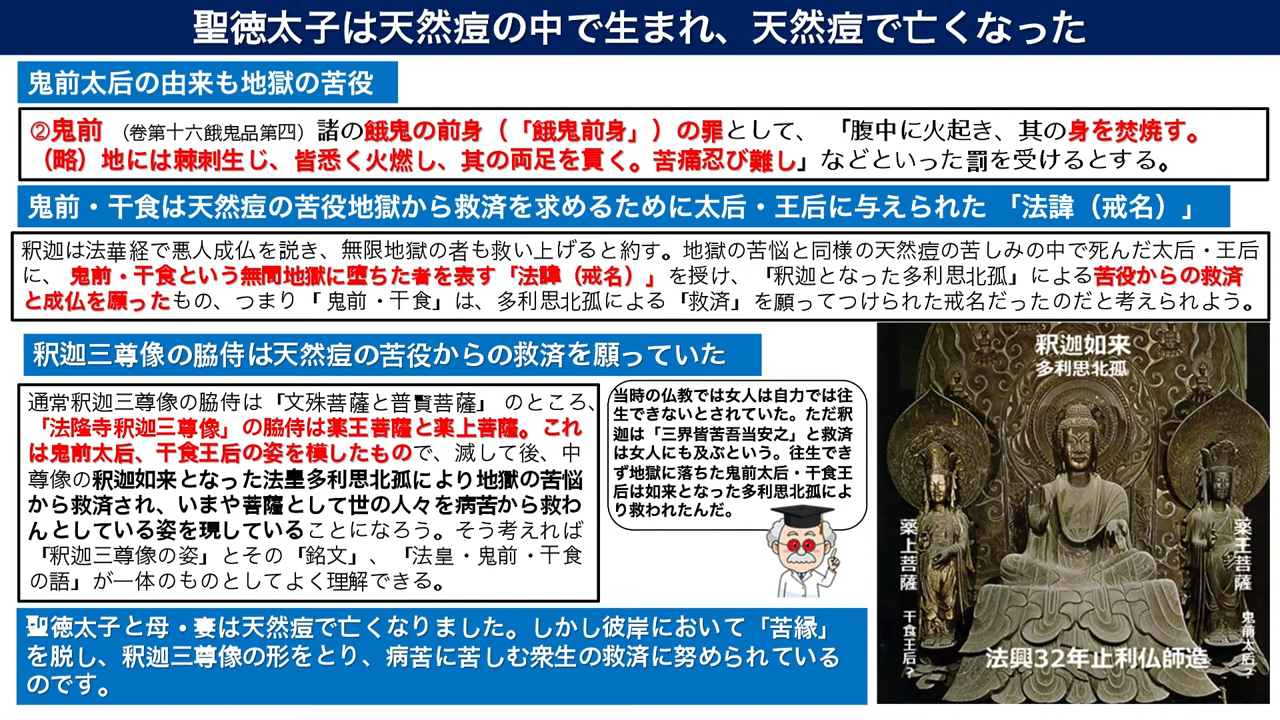 聖徳太子は天然痘の中で生まれ、天然痘で亡くなった
鬼前太后の由来も地獄の苦役
②鬼前 （巻第十六餓鬼品第四）諸の餓鬼の前身（「餓鬼前身」）の罪として、 「腹中に火起き、其の身を焚焼す。
（略）地には棘刺生じ、皆悉く火燃し、其の両足を貫く。苦痛忍び難し」などといった罰を受けるとする。
鬼前・干食は天然痘の苦役地獄から救済を求めるために太后・王后に与えられた 「法諱（戒名）」
釈迦は法華経で悪人成仏を説き、無限地獄の者も救い上げると約す。地獄の苦悩と同様の天然痘の苦しみの中で死んだ太后・王后
に、 鬼前・干食という無間地獄に堕ちた者を表す「法諱（戒名）」を授け、「釈迦となった多利思北孤」による苦役からの救済
と成仏を願ったもの、つまり「 鬼前・干食」は、多利思北孤による「救済」を願ってつけられた戒名だったのだと考えられよう。
釈迦三尊像の脇侍は天然痘の苦役からの救済を願っていた
通常釈迦三尊像の脇侍は「文殊菩薩と普賢菩薩」 のところ、
「法隆寺釈迦三尊像」の脇侍は薬王菩薩と薬上菩薩。これ
は鬼前太后、干食王后の姿を模したもので、滅して後、中
尊像の釈迦如来となった法皇多利思北孤により地獄の苦悩
から救済され、いまや菩薩として世の人々を病苦から救わ
んとしている姿を現していることになろう。そう考えれば
「釈迦三尊像の姿」とその「銘文」、 「法皇・鬼前・干食
の語」が一体のものとしてよく理解できる。
当時の仏教では女人は自力では往
生できないとされていた。ただ釈
迦は「三界皆苦吾当安之」と救済
は女人にも及ぶという。往生でき
ず地獄に落ちた鬼前太后・干食王
后は如来となった多利思北孤によ
り救われたんだ。
釈迦如来
多利思北孤
薬上菩薩
干食王后？
薬王菩薩
鬼前太后？
法興32年止利仏師造
聖徳太子と母・妻は天然痘で亡くなりました。しかし彼岸において「苦縁」
を脱し、釈迦三尊像の形をとり、病苦に苦しむ衆生の救済に努められている
のです。